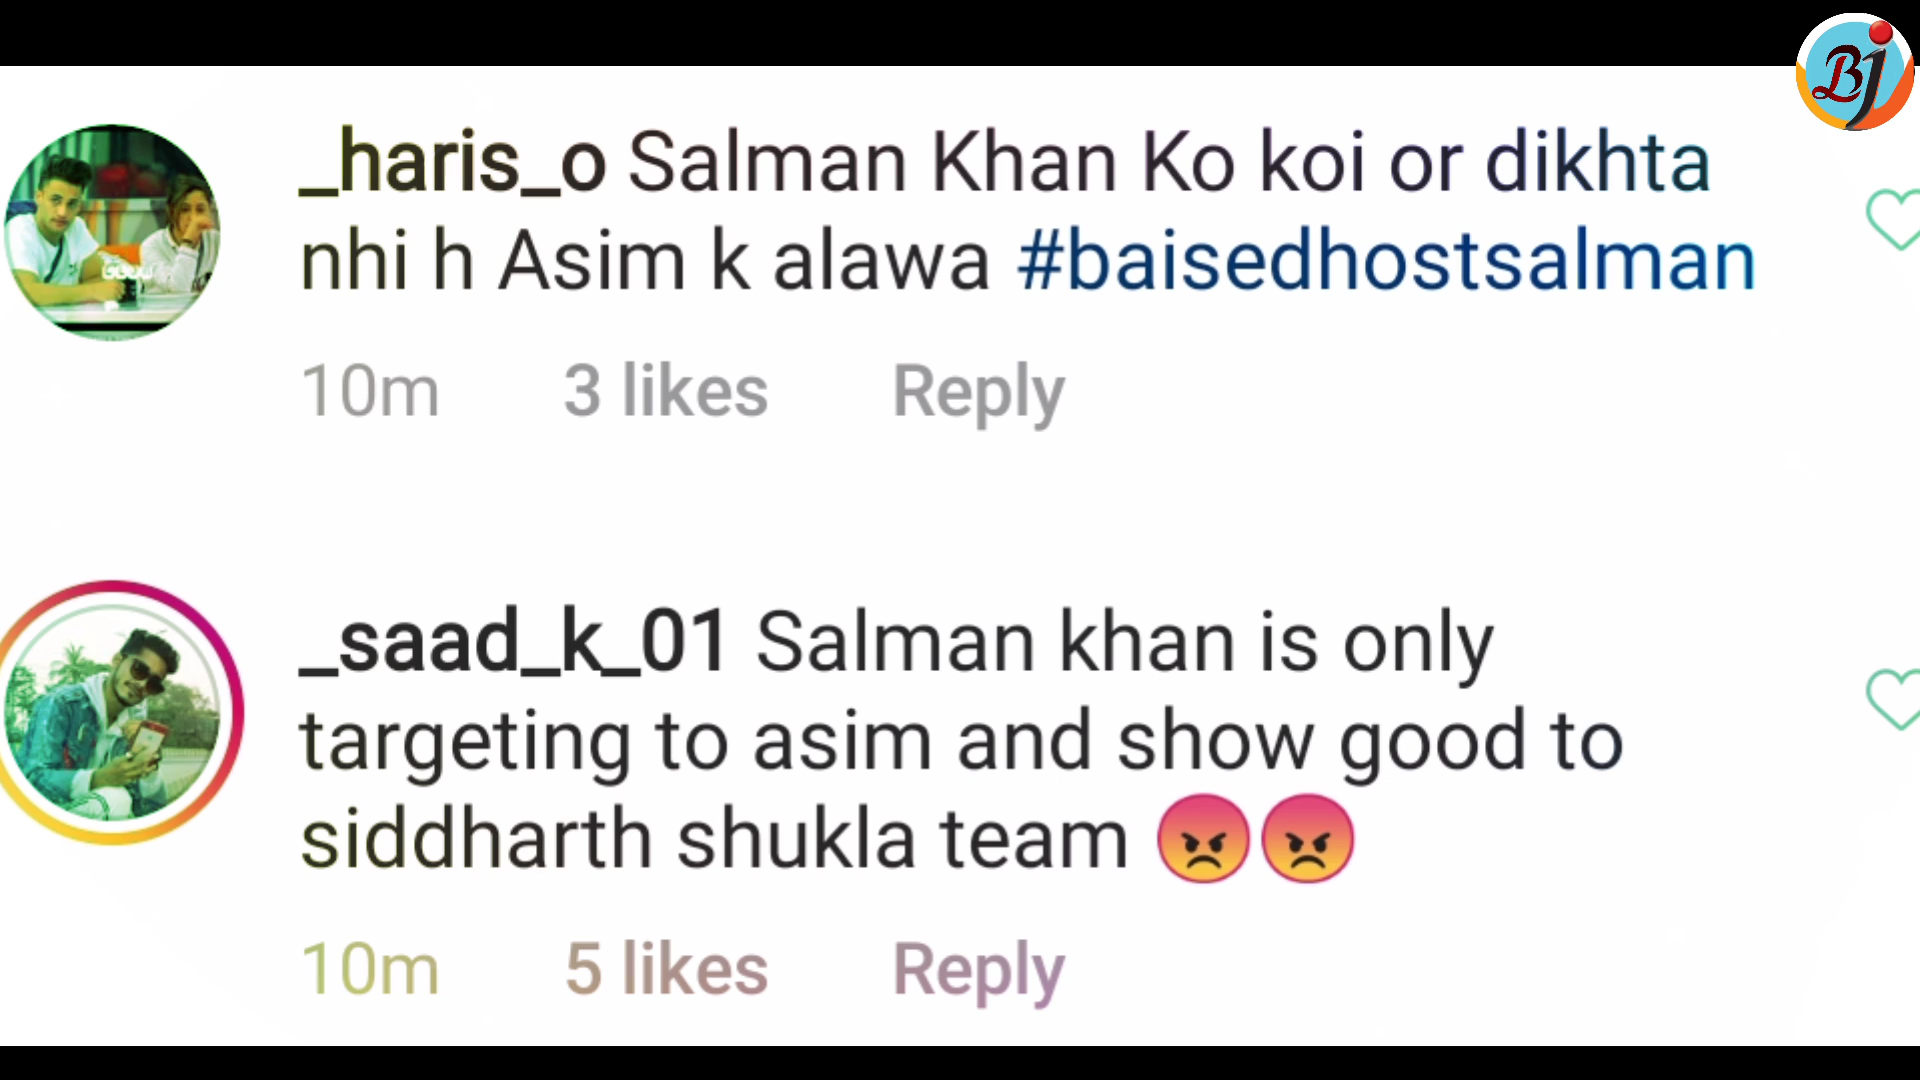 Bj
_haris_o Salman Khan Ko koi or dikhta
nhi h Asim k alawa #baisedhostsalman
10m 3 likes Reply
_saad_k_01 Salman khan is only
targeting to asim and show good to
siddharth shukla team 😡😡
10m 5 likes Reply